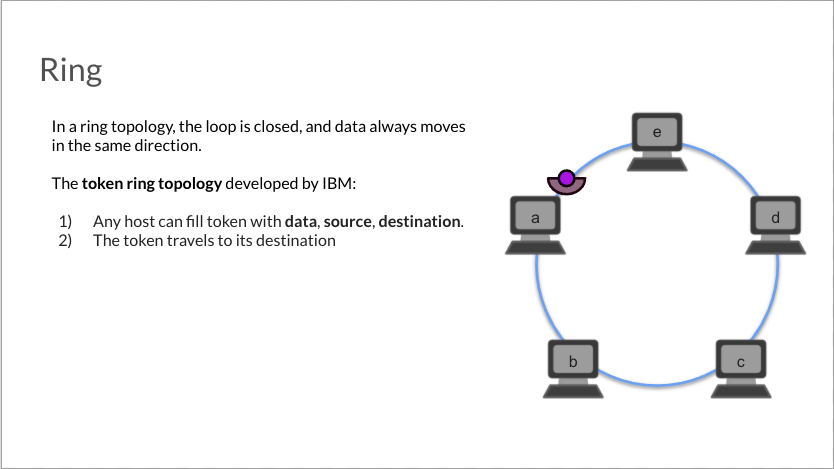 Ring
In a ring topology, the loop is closed, and data always moves
in the same direction.
The token ring topology developed by IBM:
1) Any host can fill token with data, source, destination.
2) The token travels to its destination
e
a
d
b
c